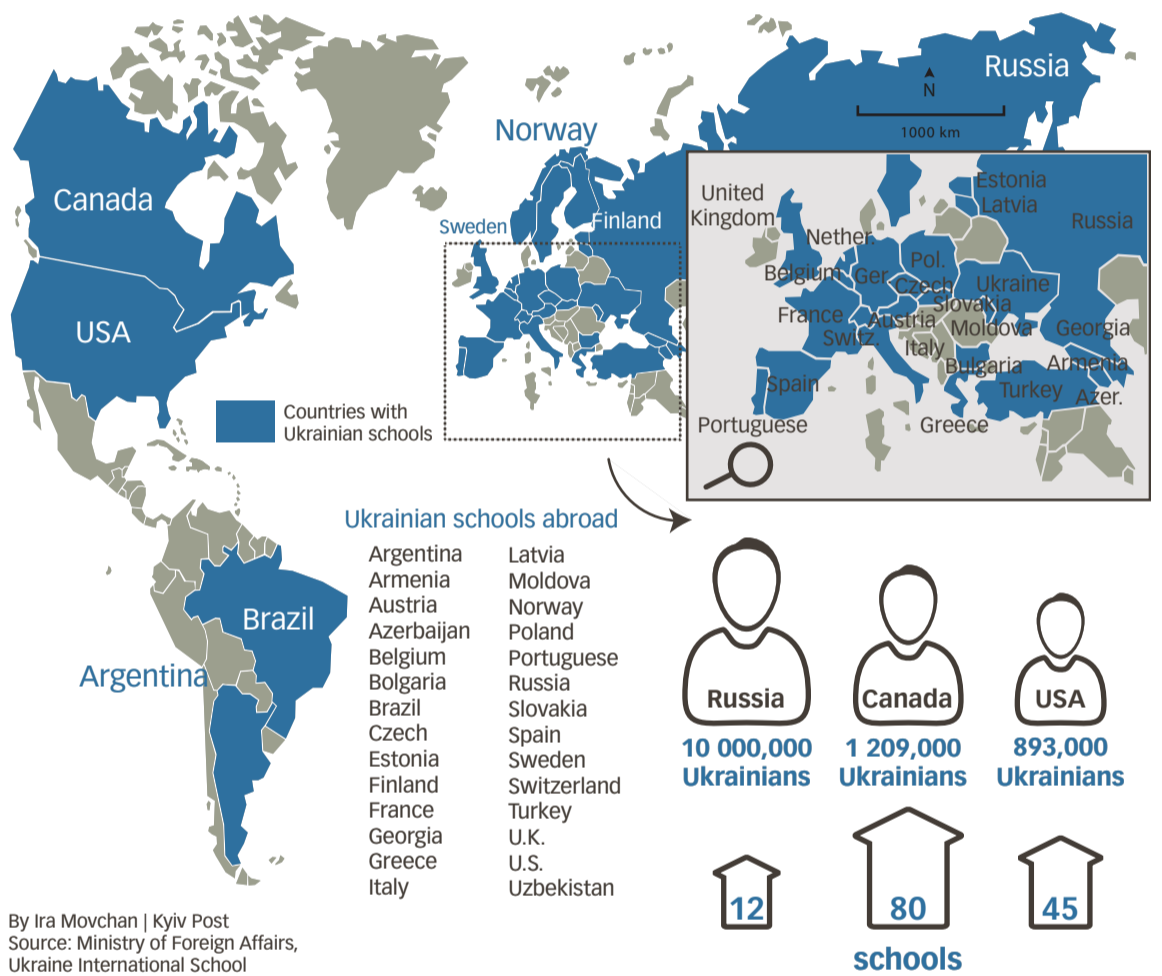 Russia
N
1000 km
Norway
Canada
Sweden
Finland
USA
Countries with
Ukrainian schools
United
Kingdom
Estonia
Latvia
Russia
Nether.
Belgium
Ger.
Pol.
Czech
Ukraine
Slovakia
France
Austria
Moldova
Georgia
Switz.
Italy
Bulgaria
Armenia
Spain
Turkey
Azer.
Portuguese
Greece
Brazil
Argentina
Ukrainian schools abroad
Argentina
Armenia
Austria
Azerbaijan
Belgium
Bolgaria
Brazil
Czech
Estonia
Finland
France
Georgia
Greece
Italy
Latvia
Moldova
Norway
Poland
Portuguese
Russia
Slovakia
Spain
Sweden
Switzerland
Turkey
U.K.
U.S.
Uzbekistan
Russia
10 000,000
Ukrainians
Canada
1 209,000
Ukrainians
USA
893,000
Ukrainians
12
80
45
schools
By Ira Movchan | Kyiv Post
Source: Ministry of Foreign Affairs,
Ukraine International School